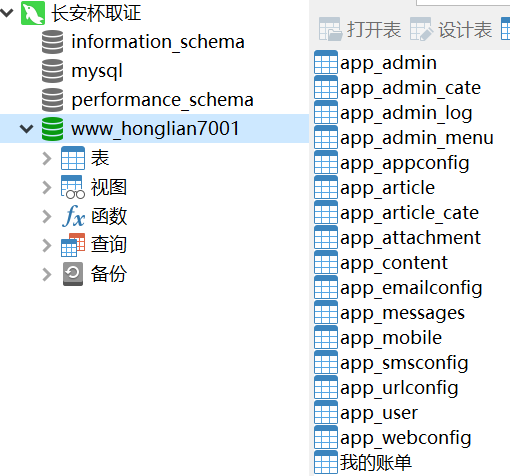 长安杯取证
information_schema
mysql
performance_schema
www_honglian7001
表
视图
函数
查询
备份
打开表 设计表
app_admin
app_admin_cate
app_admin_log
app_admin_menu
app_appconfig
app_article
app_article_cate
app_attachment
app_content
app_emailconfig
app_messages
app_mobile
app_smsconfig
app_urlconfig
app_user
app_webconfig
我的账单